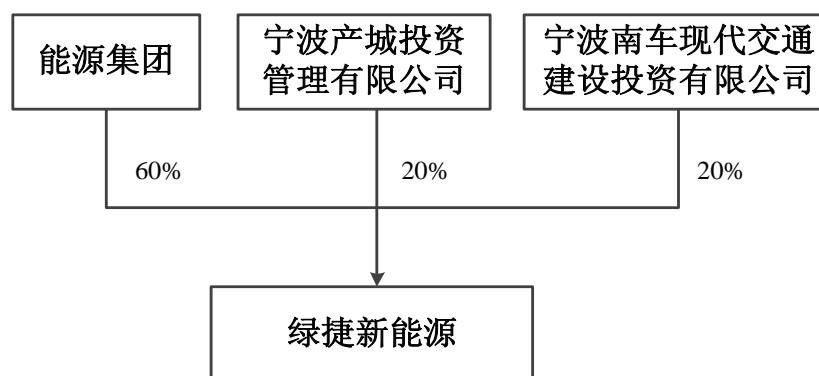 能源集团
宁波产城投资
管理有限公司
宁波南车现代交通
建设投资有限公司
60%
20%
20%
绿捷新能源